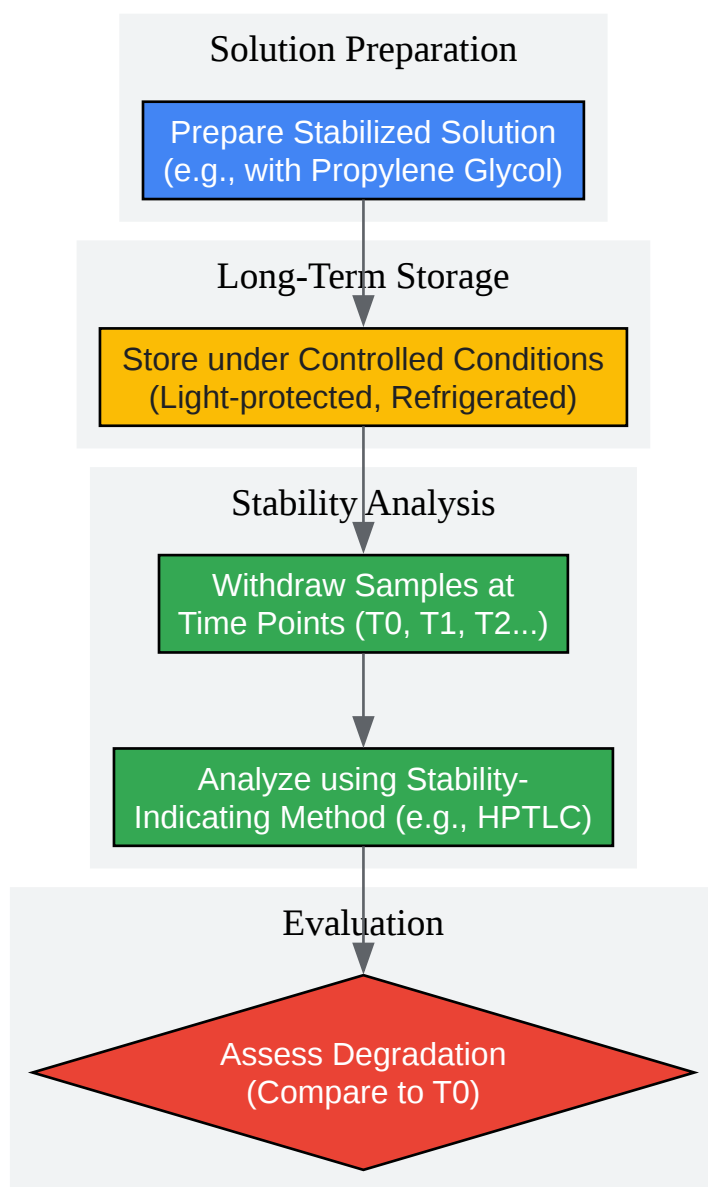 Solution Preparation
Prepare Stabilized Solution
(e.g., with Propylene Glycol)
Long-Term Storage
Store under Controlled Conditions
(Light-protected, Refrigerated)
Stability Analysis
Withdraw Samples at
Time Points (T0, T1, T2...)
Analyze using Stability-
Indicating Method (e.g., HPTLC)
Evaluation
Assess Degradation
(Compare to T0)